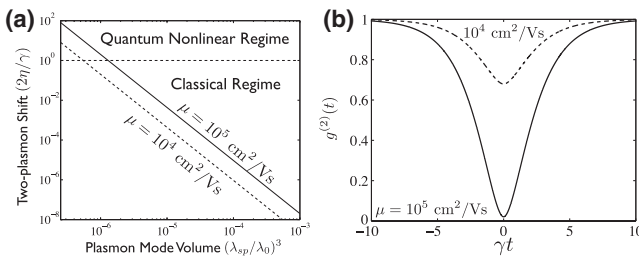 (a)
10²
Quantum Nonlinear Regime
10⁰
Classical Regime
10⁻²
10⁻⁴
10⁻⁶
10⁻⁸
Two-plasmon Shift (2η/γ)
μ = 10⁵ cm²/Vs
μ = 10⁴ cm²/Vs
10⁻⁶ 10⁻⁵ 10⁻⁴ 10⁻³
Plasmon Mode Volume (λsp/λ0)³
(b)
1
0.8
0.6
0.4
0.2
0
g⁽²⁾(t)
10⁴ cm²/Vs
μ = 10⁵ cm²/Vs
-10 -5 0 5 10
γt